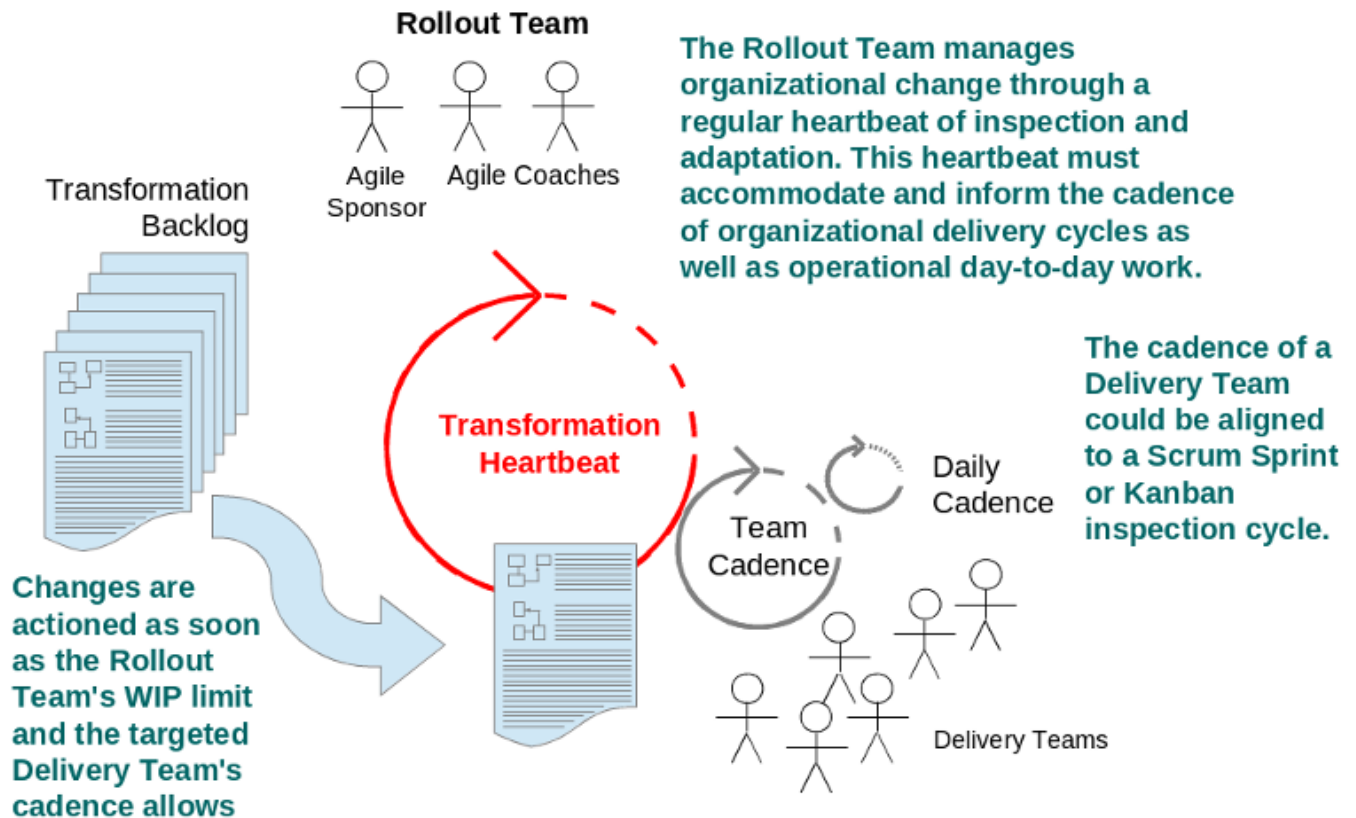 Rollout Team
Agile
Sponsor
Agile Coaches
The Rollout Team manages
organizational change through a
regular heartbeat of inspection and
adaptation. This heartbeat must
accommodate and inform the cadence
of organizational delivery cycles as
well as operational day-to-day work.
Transformation
Backlog
Transformation
Heartbeat
The cadence of a
Delivery Team
could be aligned
to a Scrum Sprint
or Kanban
inspection cycle.
Daily
Cadence
Team
Cadence
Changes are
actioned as soon
as the Rollout
Team's WIP limit
and the targeted
Delivery Team's
cadence allows
Delivery Teams